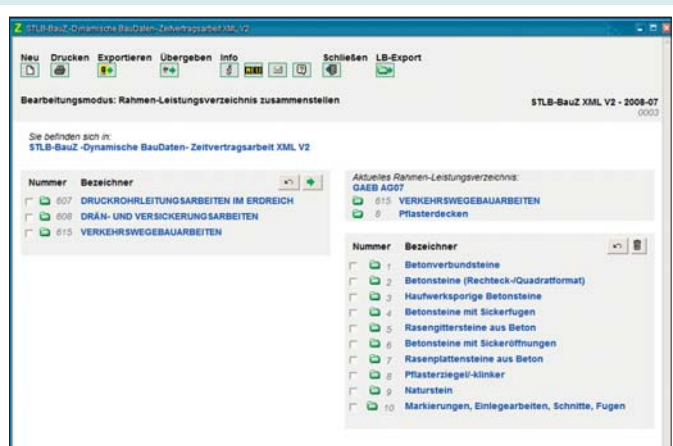 STLB-BauZ -Dynamische BauDaten- Zeitvertragsarbeit XML V2
Neu Drucken Exportieren Übergeben Info Schließen LB-Export
NEU
Bearbeitungsmodus: Rahmen-Leistungsverzeichnis zusammenstellen
STLB-BauZ XML V2 - 2008-07
0003
Sie befinden sich in:
STLB-BauZ -Dynamische BauDaten- Zeitvertragsarbeit XML V2
Nummer Bezeichner
607 DRUCKROHRLEITUNGSARBEITEN IM ERDREICH
608 DRÄN- UND VERSICKERUNGSARBEITEN
615 VERKEHRSWEGEBAUARBEITEN
Aktuelles Rahmen-Leistungsverzeichnis:
GAEB AG07
615 VERKEHRSWEGEBAUARBEITEN
8 Pflasterdecken
Nummer Bezeichner
1 Betonverbundsteine
2 Betonsteine (Rechteck-/Quadratformat)
3 Haufwerksporige Betonsteine
4 Betonsteine mit Sickerfugen
5 Rasengittersteine aus Beton
6 Betonsteine mit Sickeröffnungen
7 Rasenplattensteine aus Beton
8 Pflasterziegel/-klinker
9 Naturstein
10 Markierungen, Einlegearbeiten, Schnitte, Fugen